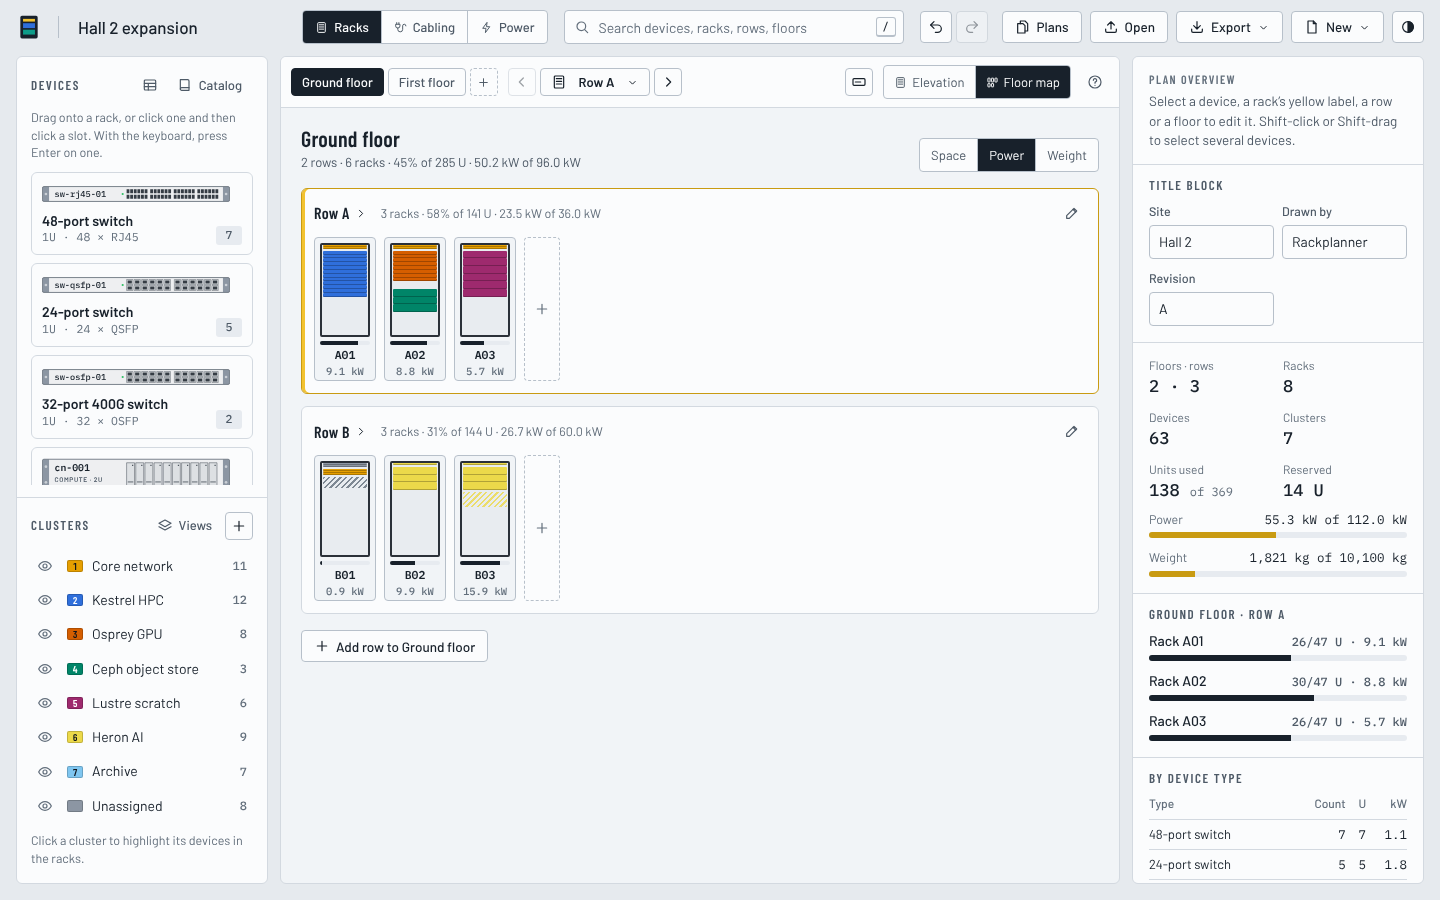 Hall 2 expansion
Racks
Cabling
Power
Search devices, racks, rows, floors
/
Plans
Open
Export
New
DEVICES
Catalog
Drag onto a rack, or click one and then
click a slot. With the keyboard, press
Enter on one.
sw-rj45-01
48-port switch
1U · 48 × RJ45
7
sw-qsfp-01
24-port switch
1U · 24 × QSFP
5
sw-osfp-01
32-port 400G switch
1U · 32 × OSFP
2
cn-001
COMPUTE·2U
CLUSTERS
Views
1 Core network 11
2 Kestrel HPC 12
3 Osprey GPU 8
4 Ceph object store 3
5 Lustre scratch 6
6 Heron AI 9
7 Archive 7
Unassigned 8
Click a cluster to highlight its devices in
the racks.
Ground floor
First floor
Row A
Elevation
Floor map
Ground floor
2 rows · 6 racks · 45% of 285 U · 50.2 kW of 96.0 kW
Space
Power
Weight
Row A
3 racks · 58% of 141 U · 23.5 kW of 36.0 kW
A01
9.1 kW
A02
8.8 kW
A03
5.7 kW
Row B
3 racks · 31% of 144 U · 26.7 kW of 60.0 kW
B01
0.9 kW
B02
9.9 kW
B03
15.9 kW
Add row to Ground floor
PLAN OVERVIEW
Select a device, a rack's yellow label, a row
or a floor to edit it. Shift-click or Shift-drag
to select several devices.
TITLE BLOCK
Site
Hall 2
Drawn by
Rackplanner
Revision
A
Floors · rows
2 · 3
Racks
8
Devices
63
Clusters
7
Units used
138 of 369
Reserved
14 U
Power 55.3 kW of 112.0 kW
Weight 1,821 kg of 10,100 kg
GROUND FLOOR · ROW A
Rack A01 26/47 U · 9.1 kW
Rack A02 30/47 U · 8.8 kW
Rack A03 26/47 U · 5.7 kW
BY DEVICE TYPE
Type Count U kW
48-port switch 7 7 1.1
24-port switch 5 5 1.8